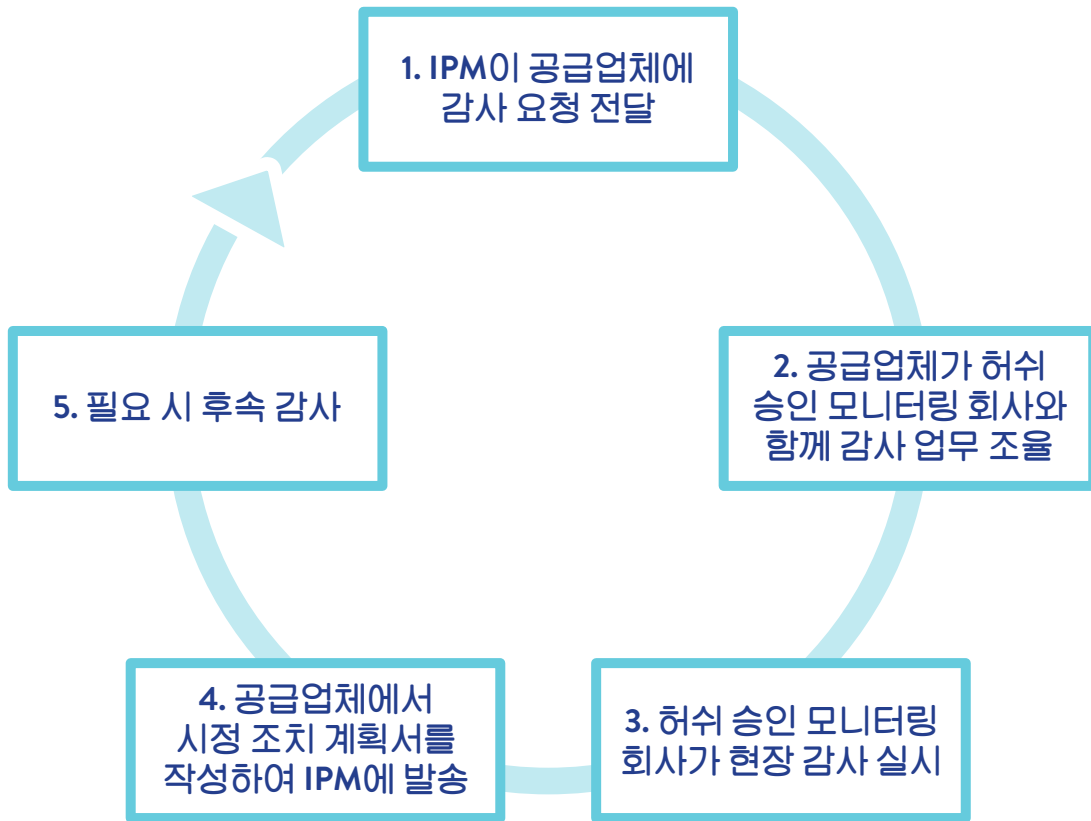 1. IPM이 공급업체에
감사 요청 전달
2. 공급업체가 허쉬
승인 모니터링 회사와
함께 감사 업무 조율
3. 허쉬 승인 모니터링
회사가 현장 감사 실시
4. 공급업체에서
시정 조치 계획서를
작성하여 IPM에 발송
5. 필요 시 후속 감사